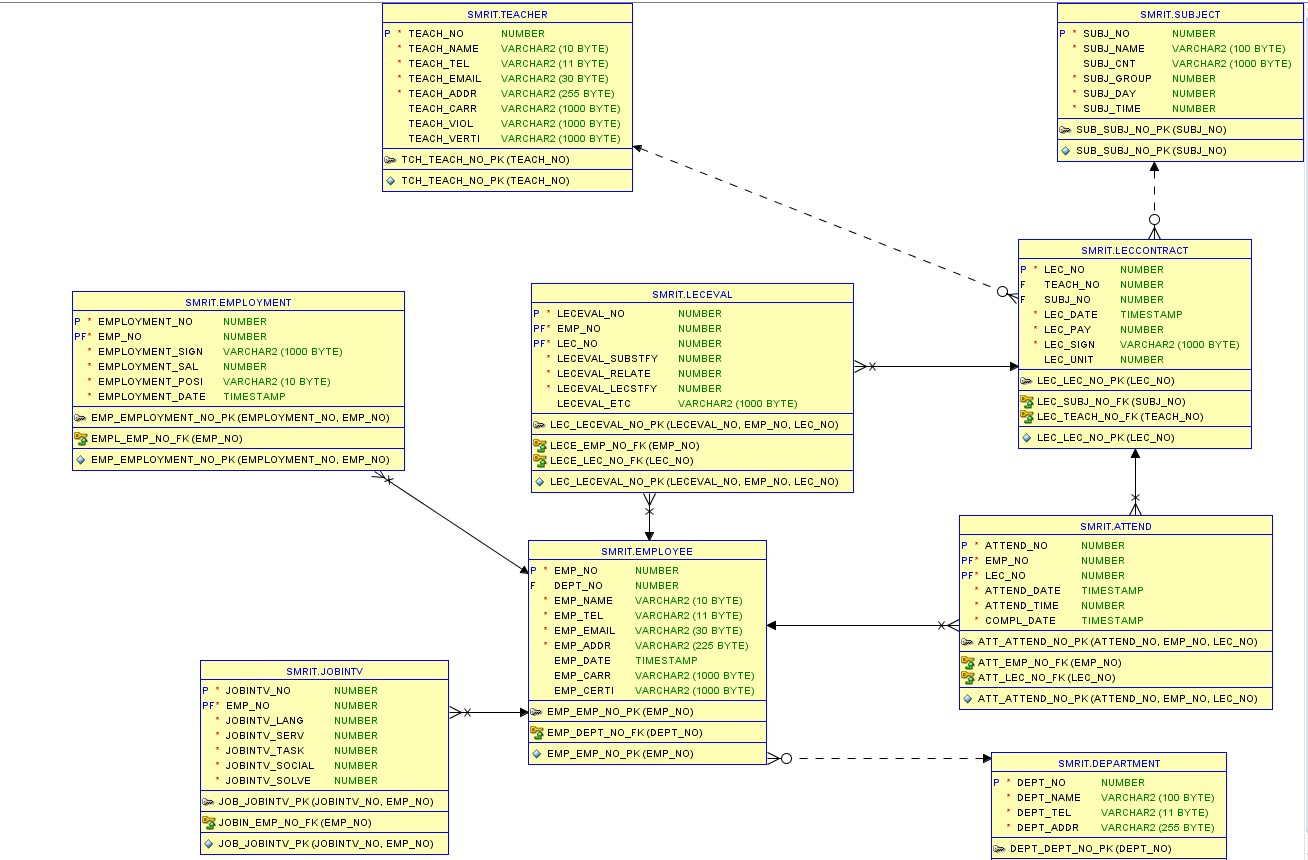 SMRIT.TEACHER
P * TEACH_NO NUMBER
* TEACH_NAME VARCHAR2 (10 BYTE)
* TEACH_TEL VARCHAR2 (11 BYTE)
* TEACH_EMAIL VARCHAR2 (30 BYTE)
* TEACH_ADDR VARCHAR2 (255 BYTE)
TEACH_CARR VARCHAR2 (1000 BYTE)
TEACH_VIOL VARCHAR2 (1000 BYTE)
TEACH_VERTI VARCHAR2 (1000 BYTE)
TCH_TEACH_NO_PK (TEACH_NO)
TCH_TEACH_NO_PK (TEACH_NO)
SMRIT.SUBJECT
P * SUBJ_NO NUMBER
* SUBJ_NAME VARCHAR2 (100 BYTE)
SUBJ_CNT VARCHAR2 (1000 BYTE)
* SUBJ_GROUP NUMBER
* SUBJ_DAY NUMBER
* SUBJ_TIME NUMBER
SUB_SUBJ_NO_PK (SUBJ_NO)
SUB_SUBJ_NO_PK (SUBJ_NO)
SMRIT.LECCONTRACT
P * LEC_NO NUMBER
F TEACH_NO NUMBER
F SUBJ_NO NUMBER
* LEC_DATE TIMESTAMP
* LEC_PAY NUMBER
* LEC_SIGN VARCHAR2 (1000 BYTE)
LEC_UNIT NUMBER
LEC_LEC_NO_PK (LEC_NO)
LEC_SUBJ_NO_FK (SUBJ_NO)
LEC_TEACH_NO_FK (TEACH_NO)
LEC_LEC_NO_PK (LEC_NO)
SMRIT.EMPLOYMENT
P * EMPLOYMENT_NO NUMBER
PF* EMP_NO NUMBER
* EMPLOYMENT_SIGN VARCHAR2 (1000 BYTE)
* EMPLOYMENT_SAL NUMBER
* EMPLOYMENT_POSI VARCHAR2 (10 BYTE)
* EMPLOYMENT_DATE TIMESTAMP
EMP_EMPLOYMENT_NO_PK (EMPLOYMENT_NO, EMP_NO)
EMPL_EMP_NO_FK (EMP_NO)
EMP_EMPLOYMENT_NO_PK (EMPLOYMENT_NO, EMP_NO)
SMRIT.LECEVAL
P * LECEVAL_NO NUMBER
PF* EMP_NO NUMBER
PF* LEC_NO NUMBER
* LECEVAL_SUBSTFY NUMBER
* LECEVAL_RELATE NUMBER
* LECEVAL_LECSTFY NUMBER
LECEVAL_ETC VARCHAR2 (1000 BYTE)
LEC_LECEVAL_NO_PK (LECEVAL_NO, EMP_NO, LEC_NO)
LECE_EMP_NO_FK (EMP_NO)
LECE_LEC_NO_FK (LEC_NO)
LEC_LECEVAL_NO_PK (LECEVAL_NO, EMP_NO, LEC_NO)
SMRIT.EMPLOYEE
P * EMP_NO NUMBER
F DEPT_NO NUMBER
* EMP_NAME VARCHAR2 (10 BYTE)
* EMP_TEL VARCHAR2 (11 BYTE)
* EMP_EMAIL VARCHAR2 (30 BYTE)
* EMP_ADDR VARCHAR2 (225 BYTE)
EMP_DATE TIMESTAMP
EMP_CARR VARCHAR2 (1000 BYTE)
EMP_CERTI VARCHAR2 (1000 BYTE)
EMP_EMP_NO_PK (EMP_NO)
EMP_DEPT_NO_FK (DEPT_NO)
EMP_EMP_NO_PK (EMP_NO)
SMRIT.ATTEND
P * ATTEND_NO NUMBER
PF* EMP_NO NUMBER
PF* LEC_NO NUMBER
* ATTEND_DATE TIMESTAMP
* ATTEND_TIME NUMBER
* COMPL_DATE TIMESTAMP
ATT_ATTEND_NO_PK (ATTEND_NO, EMP_NO, LEC_NO)
ATT_EMP_NO_FK (EMP_NO)
ATT_LEC_NO_FK (LEC_NO)
ATT_ATTEND_NO_PK (ATTEND_NO, EMP_NO, LEC_NO)
SMRIT.JOBINTV
P * JOBINTV_NO NUMBER
PF* EMP_NO NUMBER
* JOBINTV_LANG NUMBER
* JOBINTV_SERV NUMBER
* JOBINTV_TASK NUMBER
* JOBINTV_SOCIAL NUMBER
* JOBINTV_SOLVE NUMBER
JOB_JOBINTV_PK (JOBINTV_NO, EMP_NO)
JOBIN_EMP_NO_FK (EMP_NO)
JOB_JOBINTV_PK (JOBINTV_NO, EMP_NO)
SMRIT.DEPARTMENT
P * DEPT_NO NUMBER
* DEPT_NAME VARCHAR2 (100 BYTE)
* DEPT_TEL VARCHAR2 (11 BYTE)
* DEPT_ADDR VARCHAR2 (255 BYTE)
DEPT_DEPT_NO_PK (DEPT_NO)